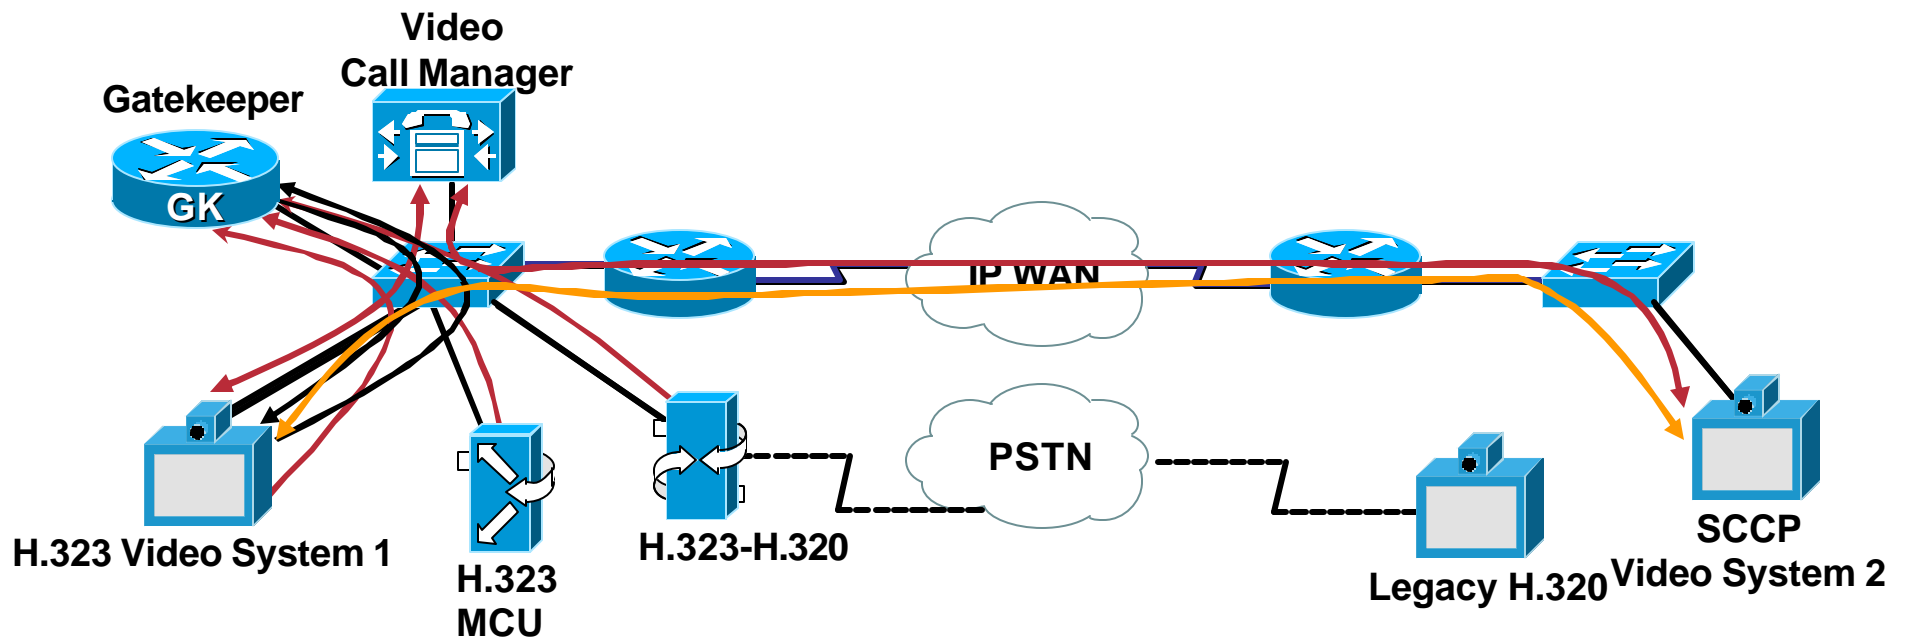 Video
Call Manager
Gatekeeper
GK
IP WAN
PSTN
H.323 Video System 1
H.323
MCU
H.323-H.320
Legacy H.320
SCCP
Video System 2